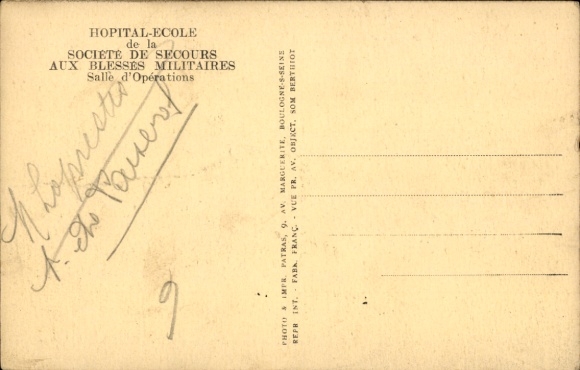 HOPITAL-ECOLE
de la
SOCIÉTÉ DE SECOURS
AUX BLESSÉS MILITAIRES
Salle d'Opérations
9
PHOTO & IMPR. PATRAS, 9, AV. MARGUERITE, BOULOGNE-S-SEINE
REPR INT. - FABR. FRANÇ. - VUE PR. AV. OBJECT. SOM BERTHIOT